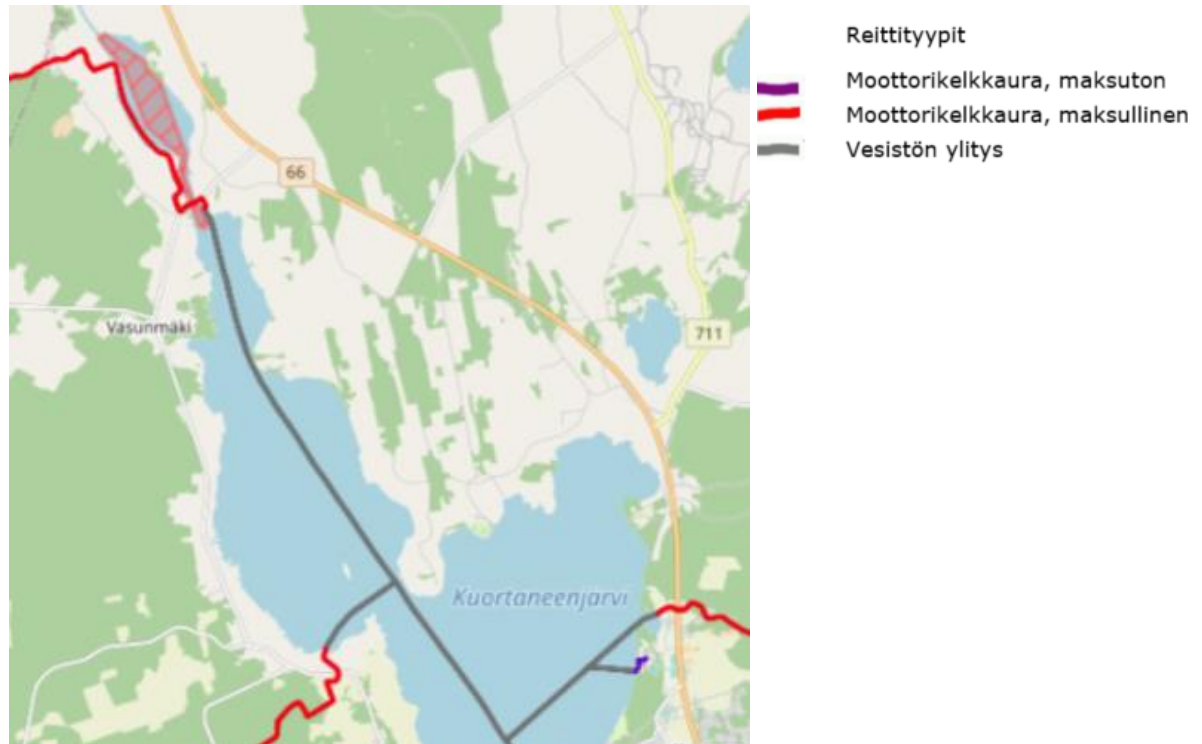 Reittityypit
Moottorikelkkaura, maksuton
Moottorikelkkaura, maksullinen
Vesistön ylitys
66
Vasunmäki
711
Kuortaneenjärvi